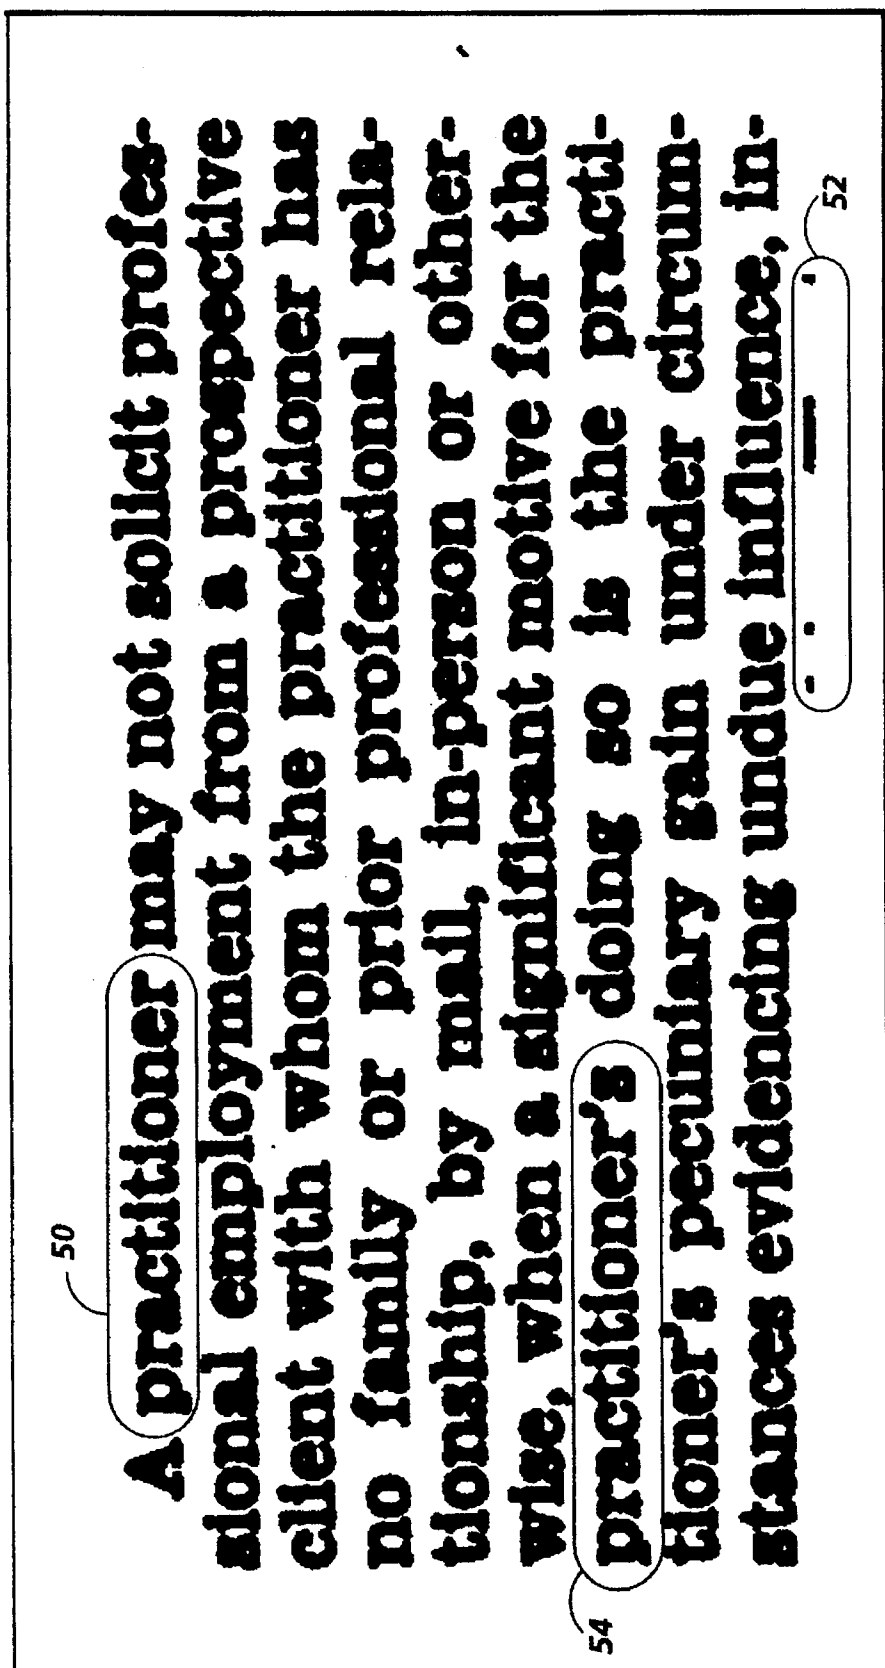 50
A practitioner may not solicit profes-
sional employment from a prospective
client with whom the practitioner has
no family or prior professional rela-
tionship, by mail, in-person or other-
wise, when a significant motive for the
practitioner's doing so is the practi-
tioner's pecuniary gain under circum-
stances evidencing undue influence, in-
54
52